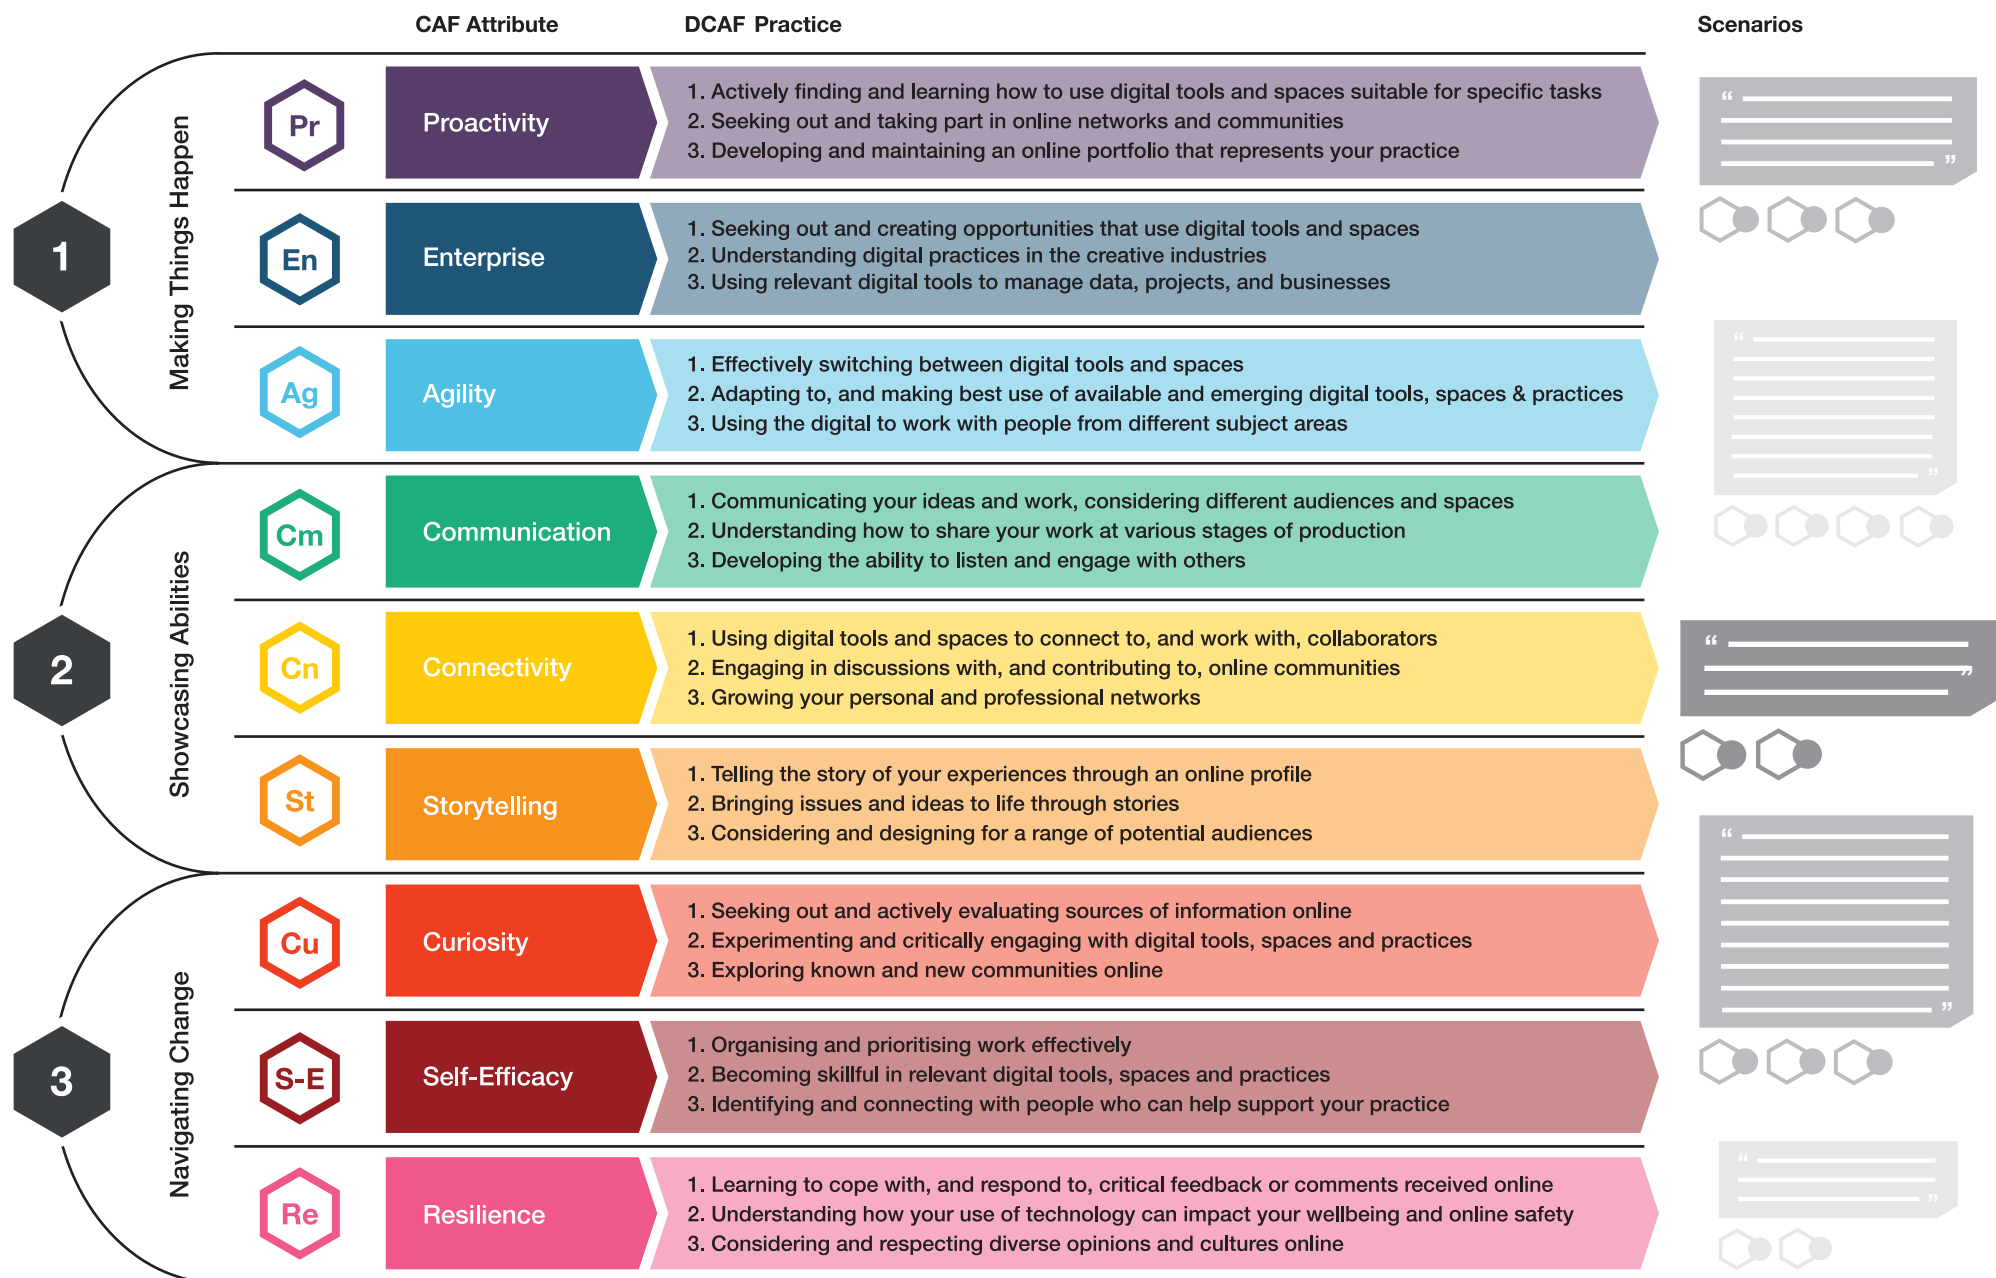 CAF Attribute
DCAF Practice
Scenarios
1
Making Things Happen
Pr
Proactivity
1. Actively finding and learning how to use digital tools and spaces suitable for specific tasks
2. Seeking out and taking part in online networks and communities
3. Developing and maintaining an online portfolio that represents your practice
En
Enterprise
1. Seeking out and creating opportunities that use digital tools and spaces
2. Understanding digital practices in the creative industries
3. Using relevant digital tools to manage data, projects, and businesses
Ag
Agility
1. Effectively switching between digital tools and spaces
2. Adapting to, and making best use of available and emerging digital tools, spaces & practices
3. Using the digital to work with people from different subject areas
2
Showcasing Abilities
Cm
Communication
1. Communicating your ideas and work, considering different audiences and spaces
2. Understanding how to share your work at various stages of production
3. Developing the ability to listen and engage with others
Cn
Connectivity
1. Using digital tools and spaces to connect to, and work with, collaborators
2. Engaging in discussions with, and contributing to, online communities
3. Growing your personal and professional networks
St
Storytelling
1. Telling the story of your experiences through an online profile
2. Bringing issues and ideas to life through stories
3. Considering and designing for a range of potential audiences
3
Navigating Change
Cu
Curiosity
1. Seeking out and actively evaluating sources of information online
2. Experimenting and critically engaging with digital tools, spaces and practices
3. Exploring known and new communities online
S-E
Self-Efficacy
1. Organising and prioritising work effectively
2. Becoming skillful in relevant digital tools, spaces and practices
3. Identifying and connecting with people who can help support your practice
Re
Resilience
1. Learning to cope with, and respond to, critical feedback or comments received online
2. Understanding how your use of technology can impact your wellbeing and online safety
3. Considering and respecting diverse opinions and cultures online